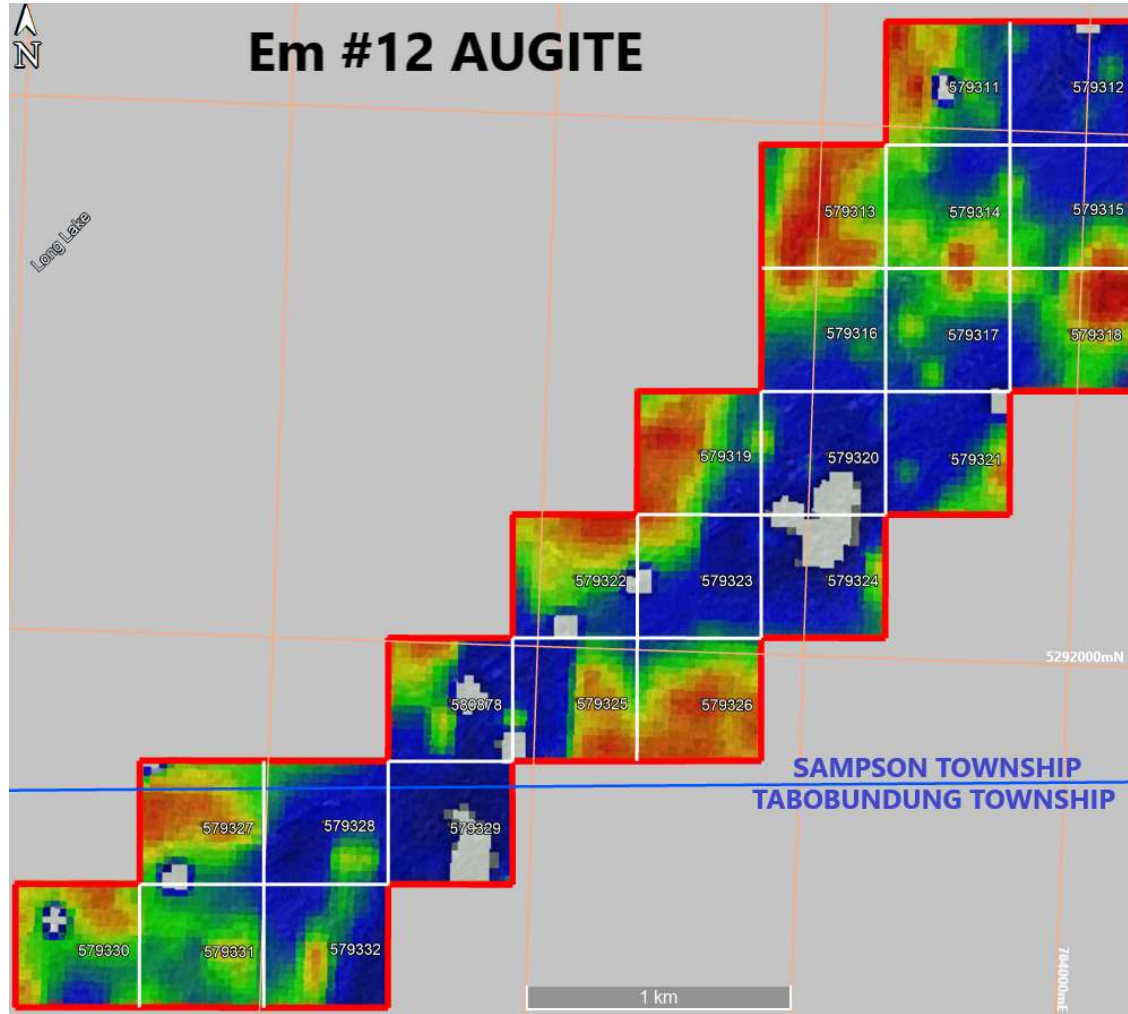 N
Em #12 AUGITE
579311
579312
Long Lake
579313
579314
579315
579316
579317
579318
579319
579320
579321
579322
579323
579324
5292000mN
580878
579325
579326
SAMPSON TOWNSHIP
TABOBUNDUNG TOWNSHIP
579327
579328
579329
579330
579331
579332
784000mE
1 km